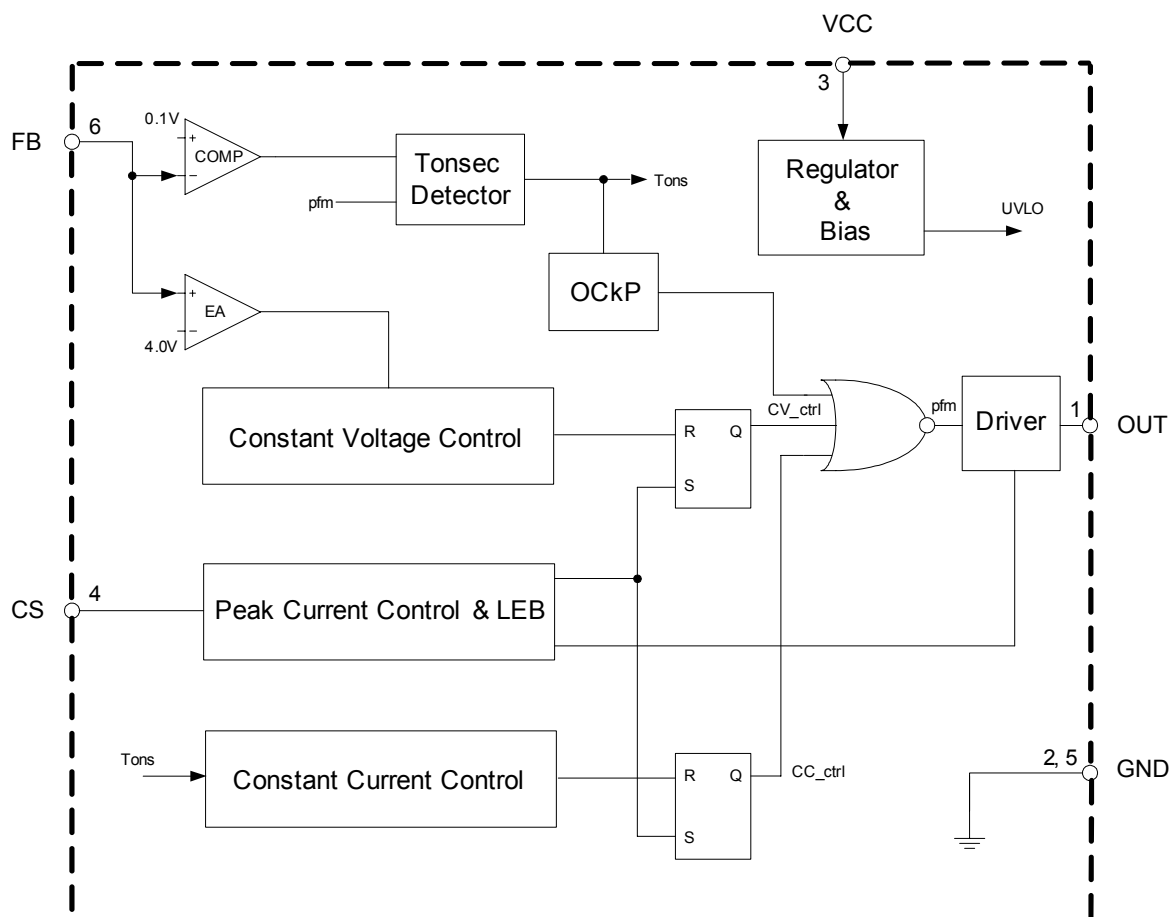 VCC
3
FB
6
0.1V
+
COMP
−
pfm
Tonsec
Detector
Tons
Regulator
&
Bias
UVLO
OCkP
+
EA
−
4.0V
Constant Voltage Control
R
Q
S
CV_ctrl
pfm
Driver
1
OUT
CS
4
Peak Current Control & LEB
Tons
Constant Current Control
R
Q
S
CC_ctrl
2, 5
GND